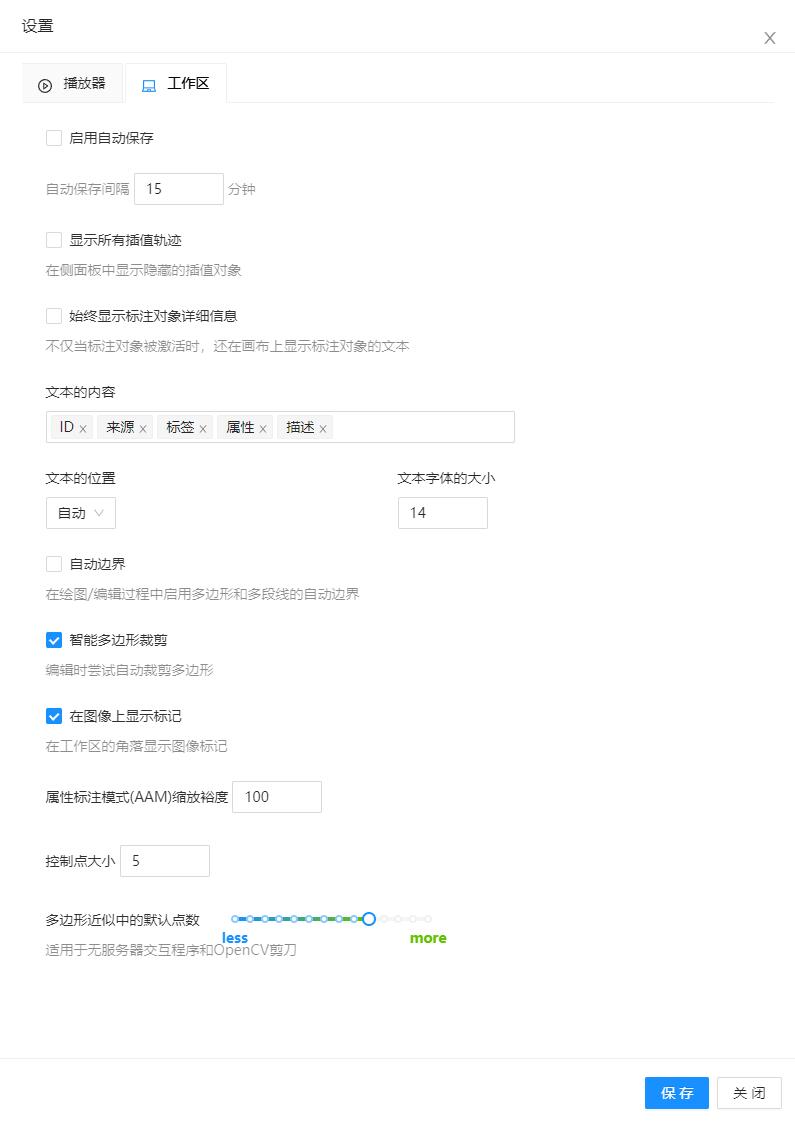 设置
播放器 工作区
启用自动保存
自动保存间隔 15 分钟
显示所有插值轨迹
在侧面板中显示隐藏的插值对象
始终显示标注对象详细信息
不仅当标注对象被激活时，还在画布上显示标注对象的文本
文本的内容
ID 来源 标签 属性 描述
文本的位置 文本字体的大小
自动 14
自动边界
在绘图/编辑过程中启用多边形和多段线的自动边界
智能多边形裁剪
编辑时尝试自动裁剪多边形
在图像上显示标记
在工作区的角落显示图像标记
属性标注模式(AAM)缩放裕度 100
控制点大小 5
多边形近似中的默认点数
less more
适用于无服务器交互程序和OpenCV剪刀
保存 关闭